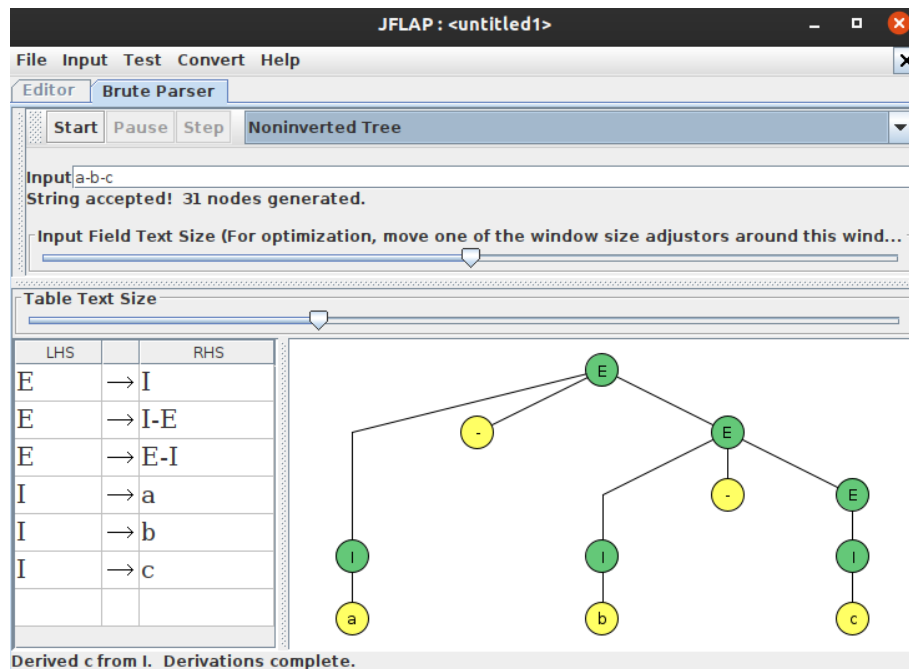 JFLAP : <untitled1>
File Input Test Convert Help
Editor Brute Parser
Start Pause Step Noninverted Tree
Input a-b-c
String accepted! 31 nodes generated.
Input Field Text Size (For optimization, move one of the window size adjustors around this wind...
Table Text Size
LHS RHS
E → I
E → I-E
E → E-I
I → a
I → b
I → c
E
- E
- E
I I I
a b c
Derived c from I. Derivations complete.